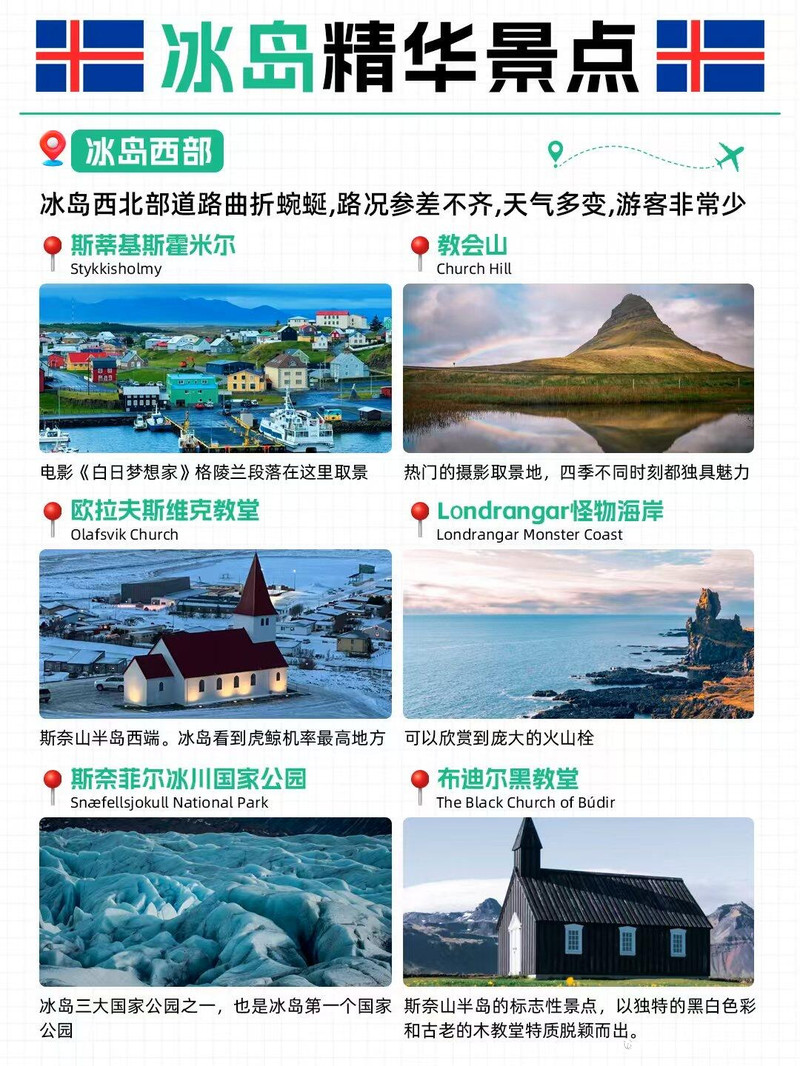 冰岛精华景点
冰岛西部
冰岛西北部道路曲折蜿蜒,路况参差不齐,天气多变,游客非常少
斯蒂基斯霍米尔
Stykkisholmy
电影《白日梦想家》格陵兰段落在这里取景
教会山
Church Hill
热门的摄影取景地，四季不同时刻都独具魅力
欧拉夫斯维克教堂
Olafsvik Church
斯奈山半岛西端。冰岛看到虎鲸机率最高地方
Londrangar怪物海岸
Londrangar Monster Coast
可以欣赏到庞大的火山栓
斯奈菲尔冰川国家公园
Snæfellsjokull National Park
冰岛三大国家公园之一，也是冰岛第一个国家
公园
布迪尔黑教堂
The Black Church of Búdir
斯奈山半岛的标志性景点，以独特的黑白色彩
和古老的木教堂特质脱颖而出。